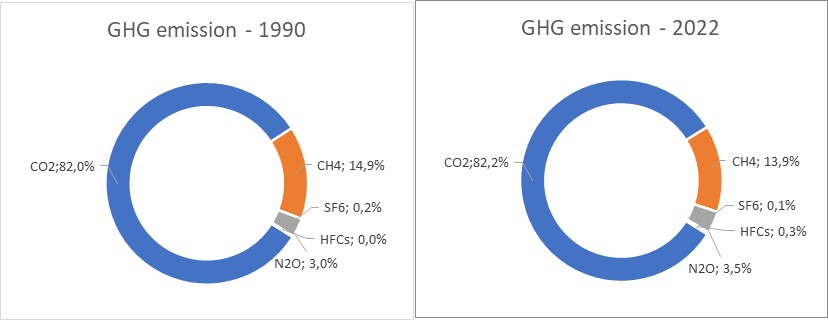 GHG emission - 1990
CO2;82,0%
CH4; 14,9%
SF6; 0,2%
HFCs; 0,0%
N2O; 3,0%
GHG emission - 2022
CO2;82,2%
CH4; 13,9%
SF6; 0,1%
HFCs; 0,3%
N2O; 3,5%